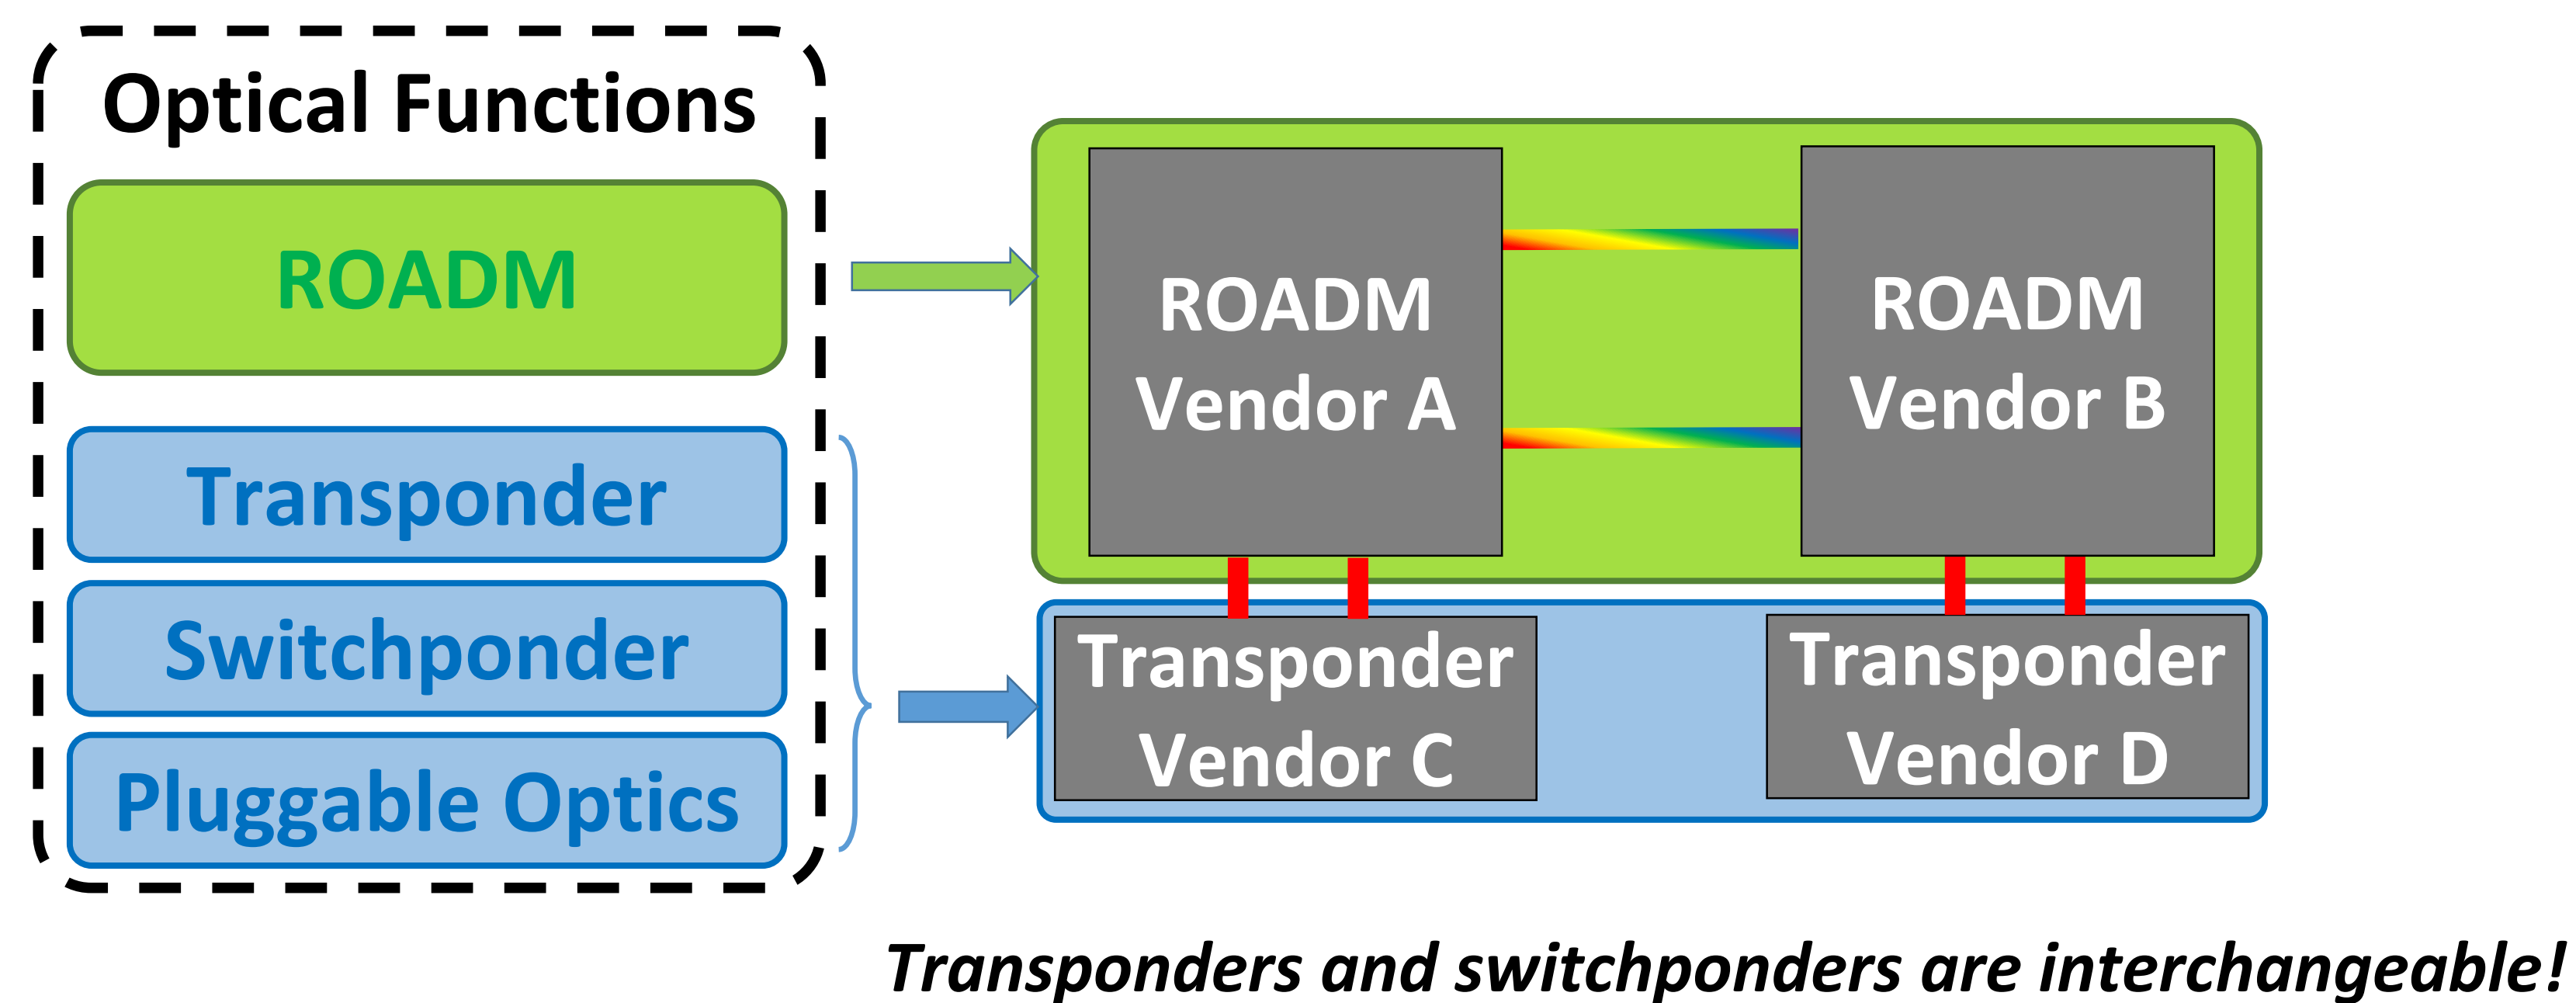 Optical Functions
ROADM
Transponder
Switchponder
Pluggable Optics
ROADM
Vendor A
ROADM
Vendor B
Transponder
Vendor C
Transponder
Vendor D
Transponders and switchponders are interchangeable!